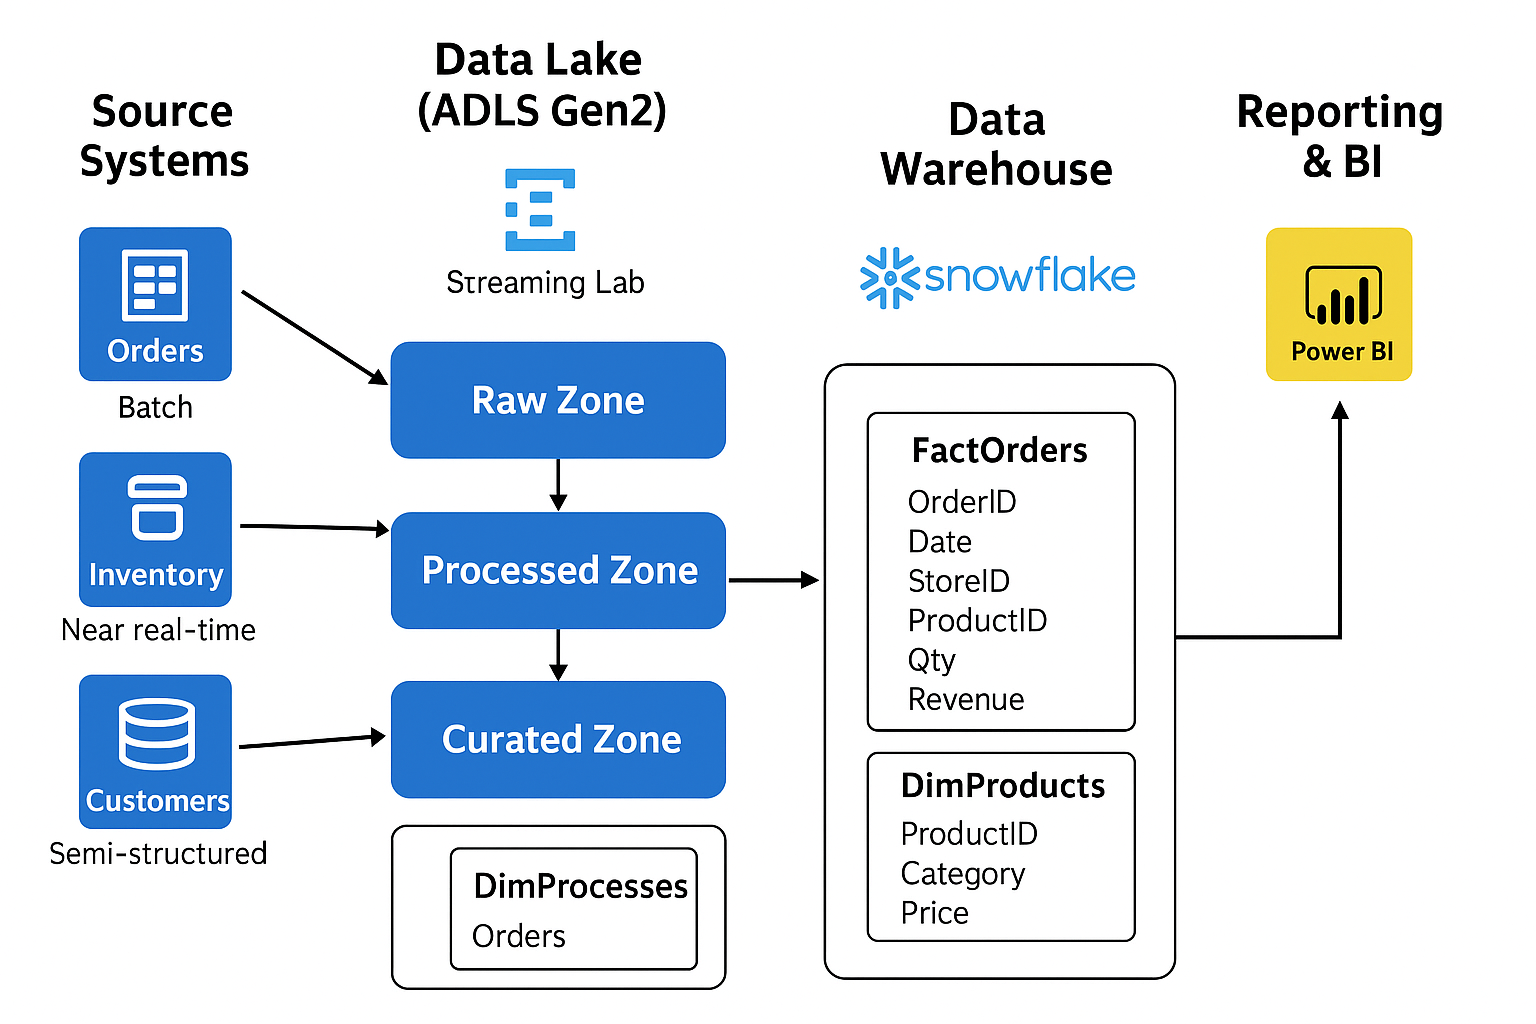 Source
Systems
Orders
Batch
Inventory
Near real-time
Customers
Semi-structured
Data Lake
(ADLS Gen2)
Streaming Lab
Raw Zone
Processed Zone
Curated Zone
DimProcesses
Orders
Data
Warehouse
snowflake
FactOrders
OrderID
Date
StoreID
ProductID
Qty
Revenue
DimProducts
ProductID
Category
Price
Reporting
& BI
Power BI